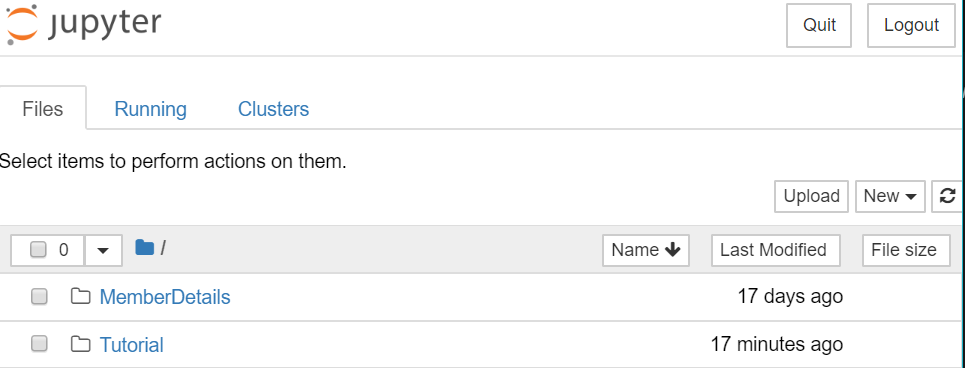 jupyter Quit Logout
Files Running Clusters
Select items to perform actions on them.
Upload New
0 / Name Last Modified File size
MemberDetails 17 days ago
Tutorial 17 minutes ago